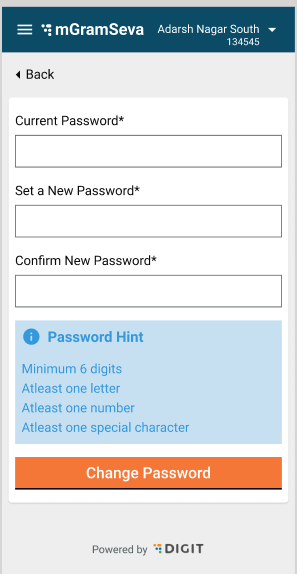 mGramSeva Adarsh Nagar South
134545
Back
Current Password*
Set a New Password*
Confirm New Password*
Password Hint
Minimum 6 digits
Atleast one letter
Atleast one number
Atleast one special character
Change Password
Powered by DIGIT